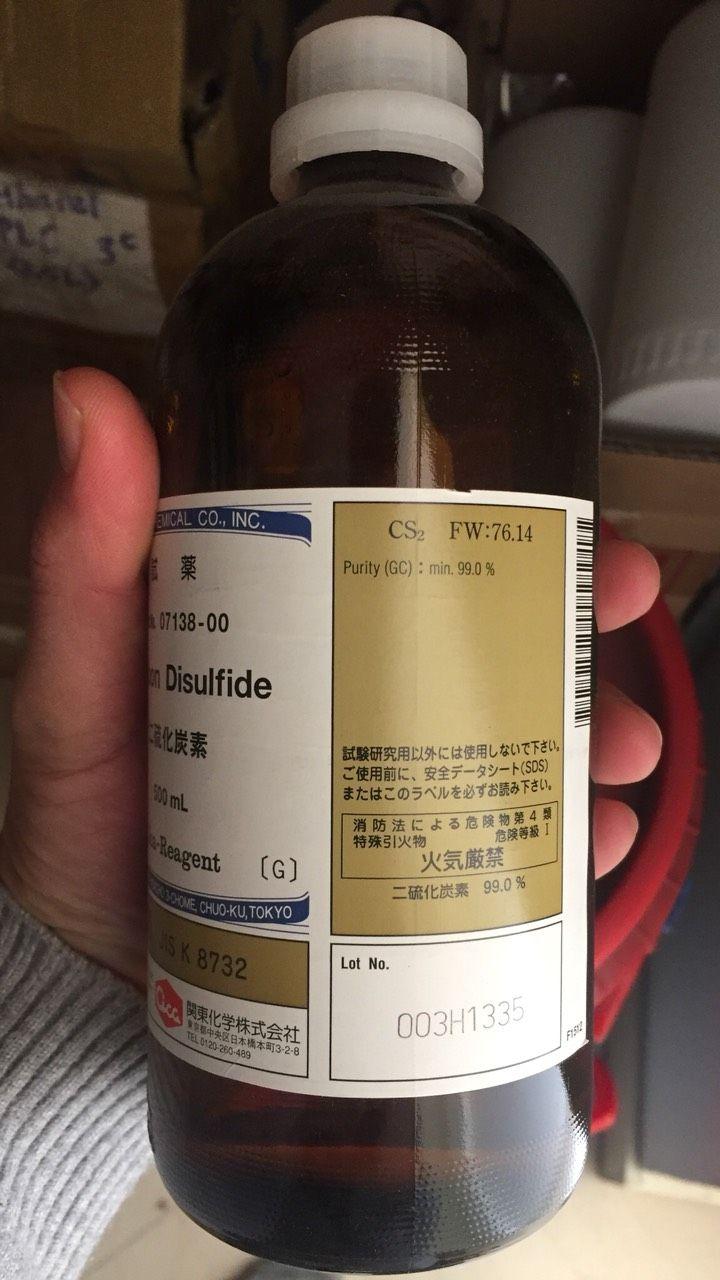 PLC 3c
EMICAL CO., INC.
試 薬
07138-00
on Disulfide
二硫化炭素
500 mL
-Reagent 〔G〕
3-CHOME, CHUO-KU, TOKYO
JIS K 8732
Cica
関東化学株式会社
東京都中央区日本橋本町3-2-8
TEL 0120-260-489
CS₂ FW:76.14
Purity (GC) : min. 99.0 %
試験研究用以外には使用しないで下さい。
ご使用前に、安全データシート(SDS)
またはこのラベルを必ずお読み下さい。
消防法による危険物第4類
特殊引火物 危険等級Ⅰ
火気厳禁
二硫化炭素 99.0 %
Lot No.
003H1335